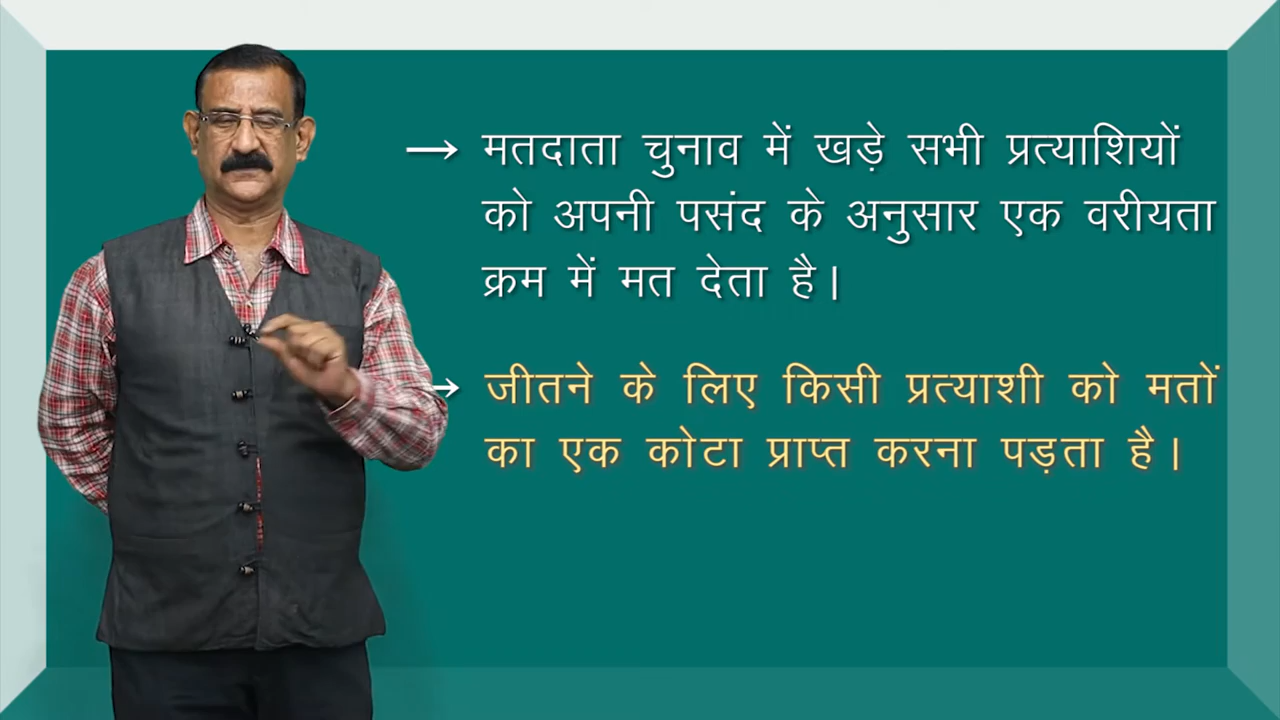 → मतदाता चुनाव में खड़े सभी प्रत्याशियों
को अपनी पसंद के अनुसार एक वरीयता
क्रम में मत देता है।
→ जीतने के लिए किसी प्रत्याशी को मतों
का एक कोटा प्राप्त करना पड़ता है।